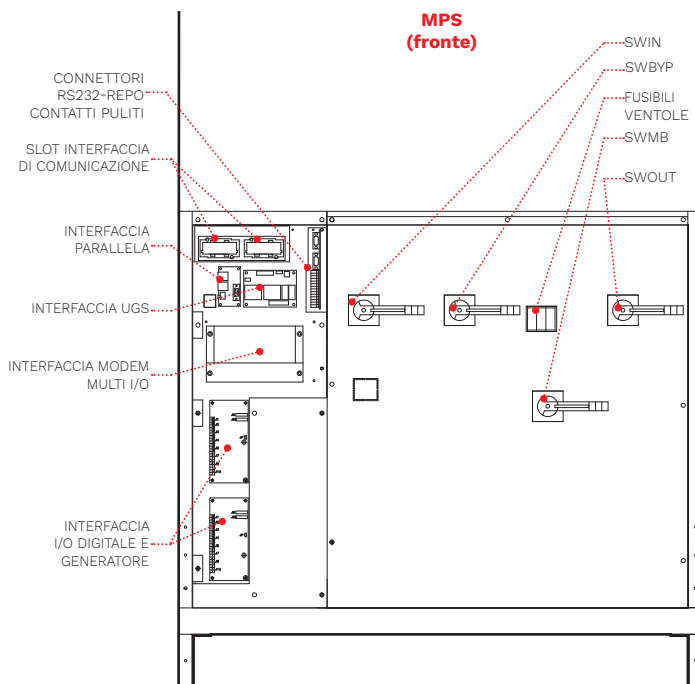 MPS
(fronte)
CONNETTORI
RS232-REPO
CONTATTI PULITI
SLOT INTERFACCIA
DI COMUNICAZIONE
INTERFACCIA
PARALLELA
INTERFACCIA UGS
INTERFACCIA MODEM
MULTI I/O
INTERFACCIA
I/O DIGITALE E
GENERATORE
SWIN
SWBYP
FUSIBILI
VENTOLE
SWMB
SWOUT